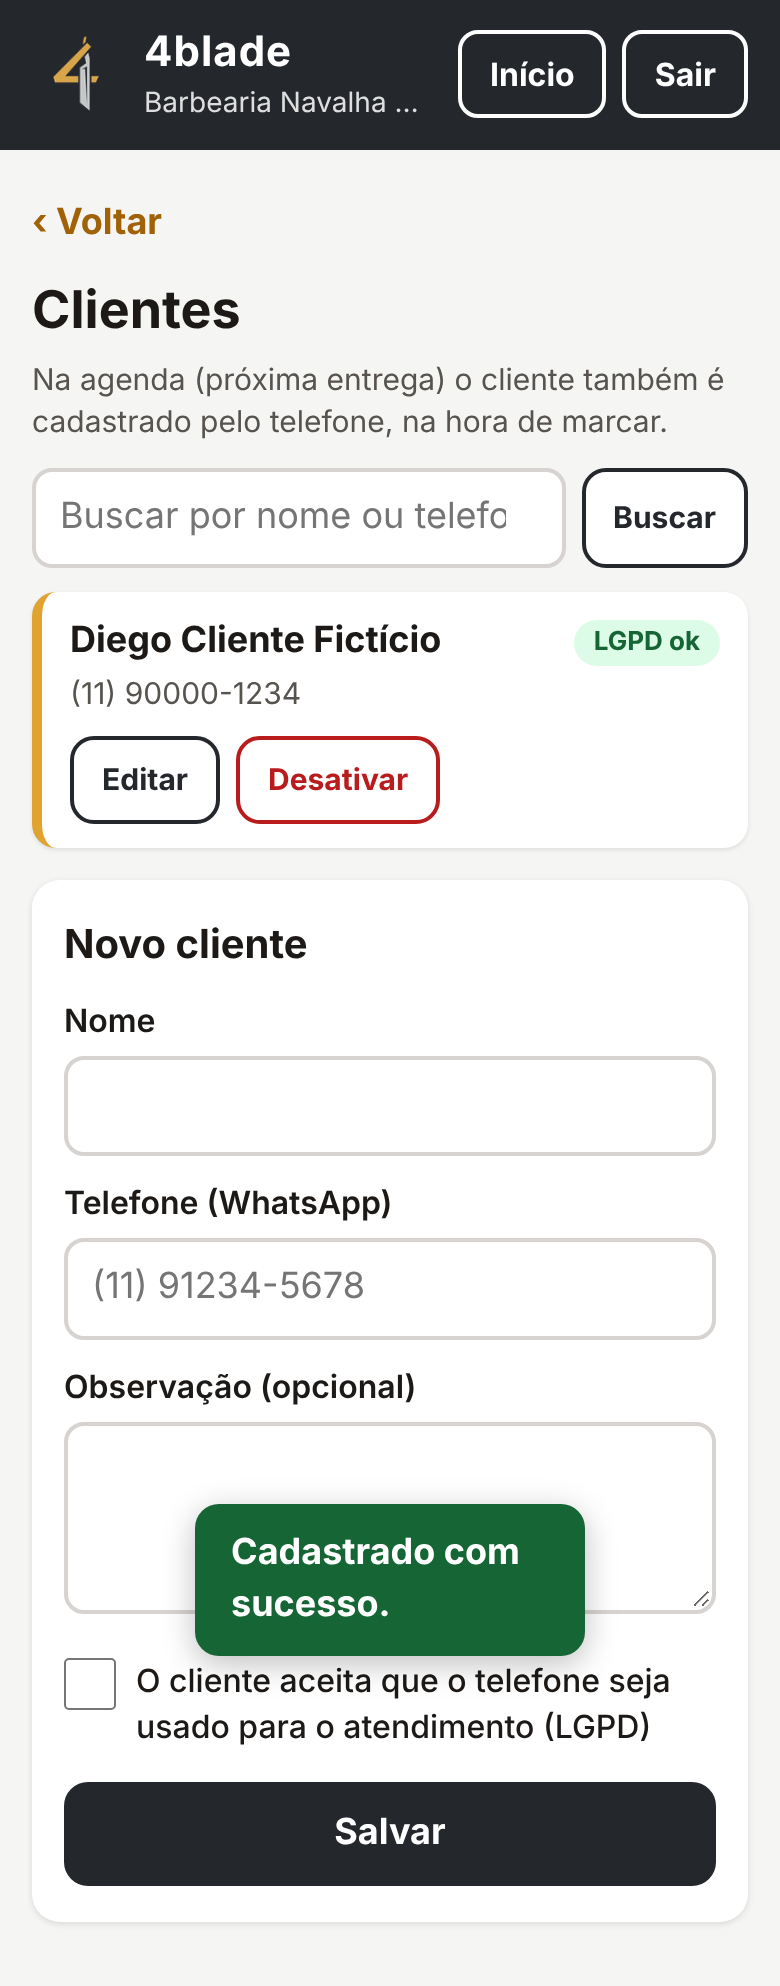 4blade
Barbearia Navalha ...
Início
Sair
‹ Voltar
Clientes
Na agenda (próxima entrega) o cliente também é
cadastrado pelo telefone, na hora de marcar.
Buscar por nome ou telefo
Buscar
Diego Cliente Fictício
LGPD ok
(11) 90000-1234
Editar
Desativar
Novo cliente
Nome
Telefone (WhatsApp)
(11) 91234-5678
Observação (opcional)
Cadastrado com
sucesso.
O cliente aceita que o telefone seja
usado para o atendimento (LGPD)
Salvar